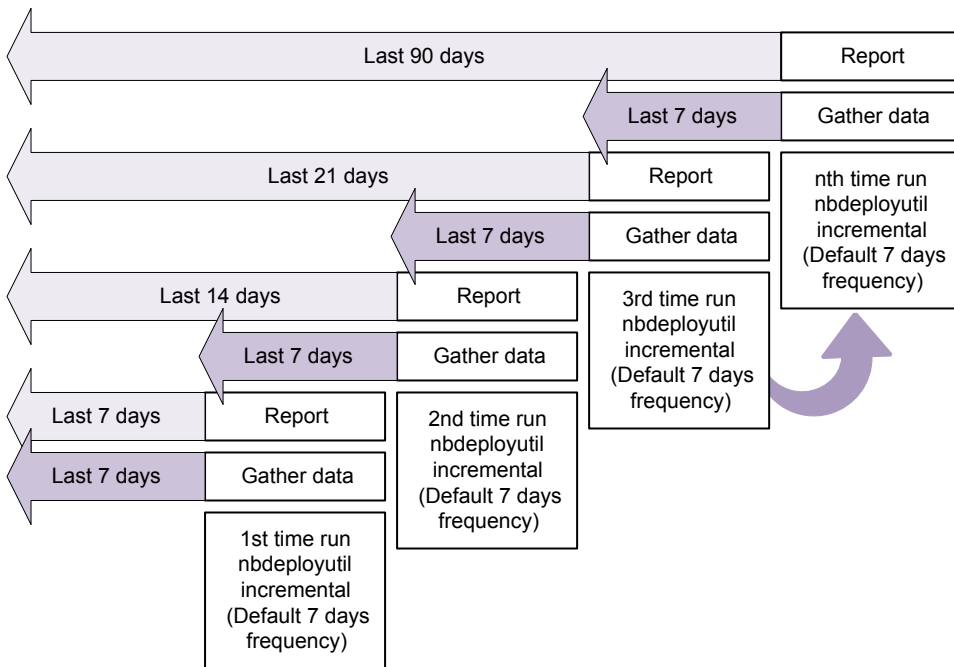 Last 90 days
Report
Last 7 days
Gather data
Last 21 days
Report
nth time run
nbdeployutil
incremental
(Default 7 days
frequency)
Last 7 days
Gather data
Last 14 days
Report
3rd time run
nbdeployutil
incremental
(Default 7 days
frequency)
Last 7 days
Gather data
Last 7 days
Report
2nd time run
nbdeployutil
incremental
(Default 7 days
frequency)
Last 7 days
Gather data
1st time run
nbdeployutil
incremental
(Default 7 days
frequency)